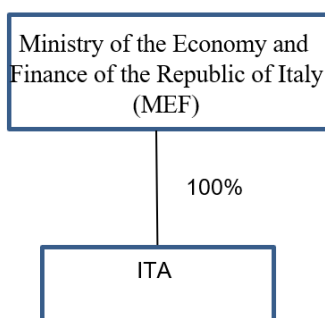 Ministry of the Economy and
Finance of the Republic of Italy
(MEF)
100%
ITA